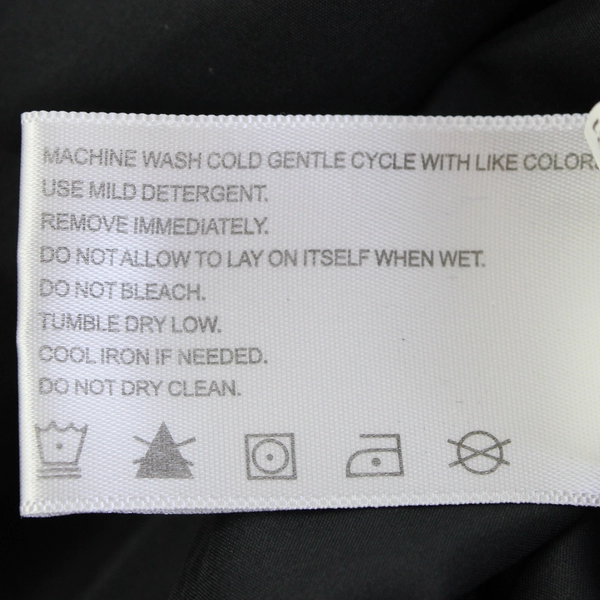 MACHINE WASH COLD GENTLE CYCLE WITH LIKE COLOR
USE MILD DETERGENT.
REMOVE IMMEDIATELY.
DO NOT ALLOW TO LAY ON ITSELF WHEN WET.
DO NOT BLEACH.
TUMBLE DRY LOW.
COOL IRON IF NEEDED.
DO NOT DRY CLEAN.